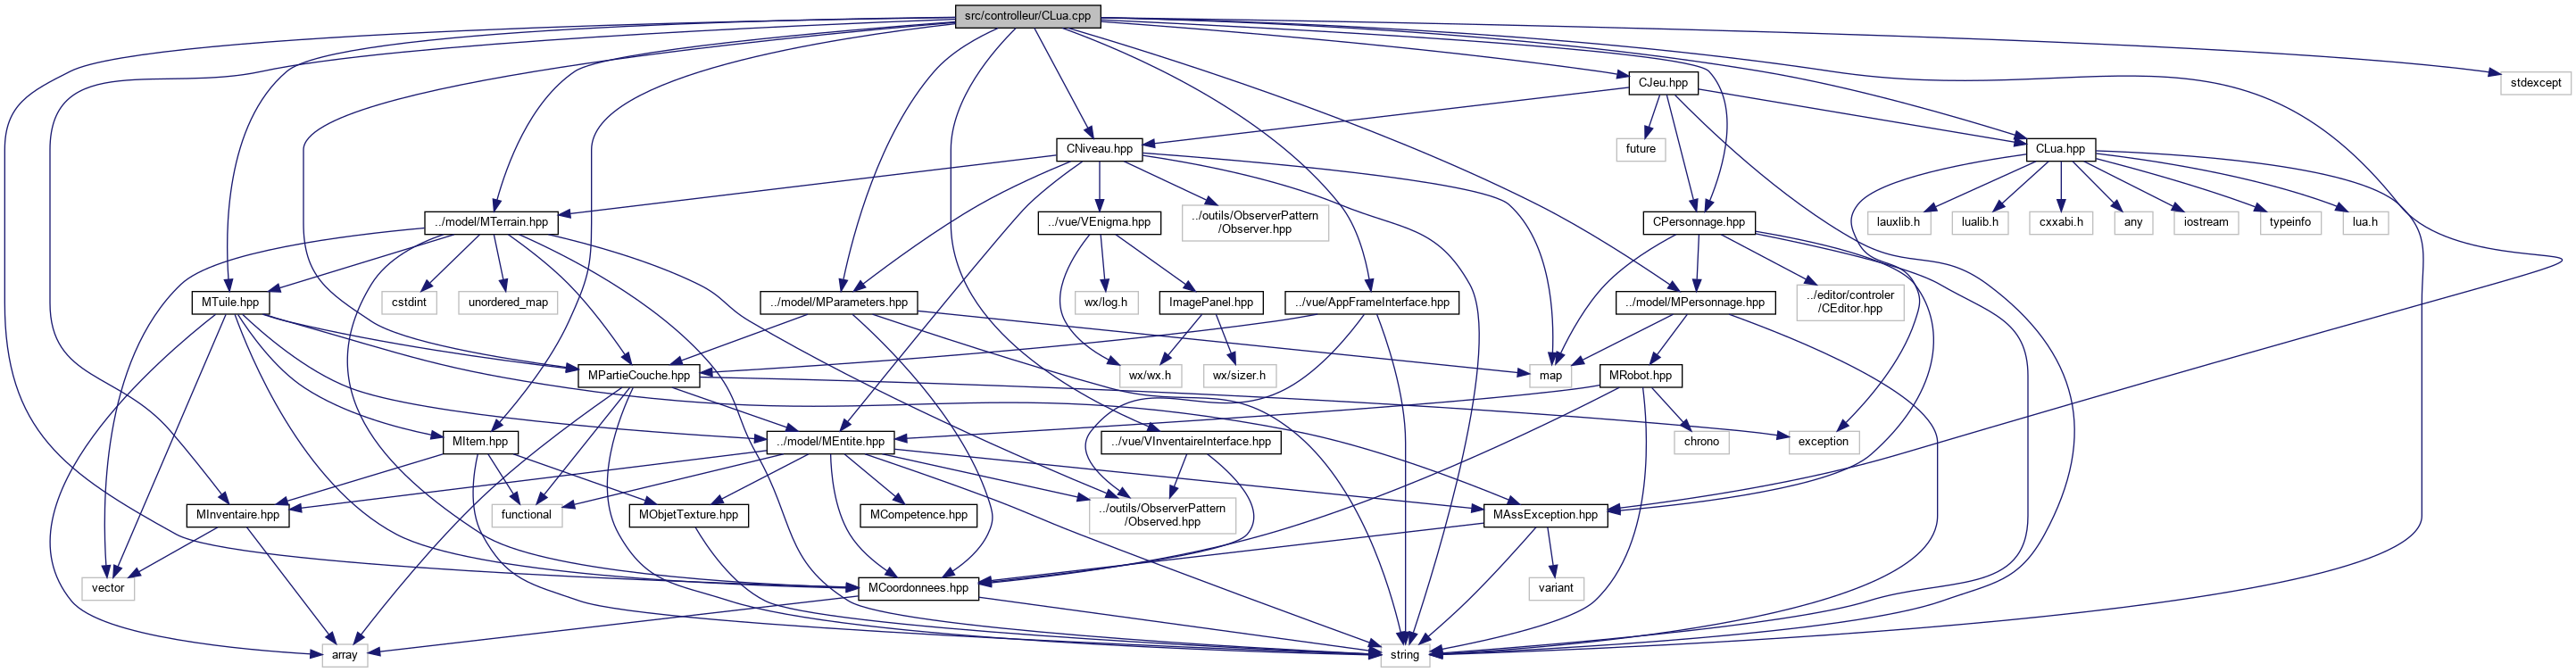 src/controlleur/CLua.cpp
CJeu.hpp
stdexcept
CNiveau.hpp
future
CLua.hpp
../model/MTerrain.hpp
../vue/VEnigma.hpp
../outils/ObserverPattern
/Observer.hpp
CPersonnage.hpp
lauxlib.h
lualib.h
cxxabi.h
any
iostream
typeinfo
lua.h
MTuile.hpp
cstdint
unordered_map
../model/MParameters.hpp
wx/log.h
ImagePanel.hpp
../vue/AppFrameInterface.hpp
../model/MPersonnage.hpp
../editor/controler
/CEditor.hpp
MPartieCouche.hpp
wx/wx.h
wx/sizer.h
map
MRobot.hpp
MItem.hpp
../model/MEntite.hpp
../vue/VInventaireInterface.hpp
chrono
exception
MInventaire.hpp
functional
MObjetTexture.hpp
MCompetence.hpp
../outils/ObserverPattern
/Observed.hpp
MAssException.hpp
vector
MCoordonnees.hpp
variant
array
string